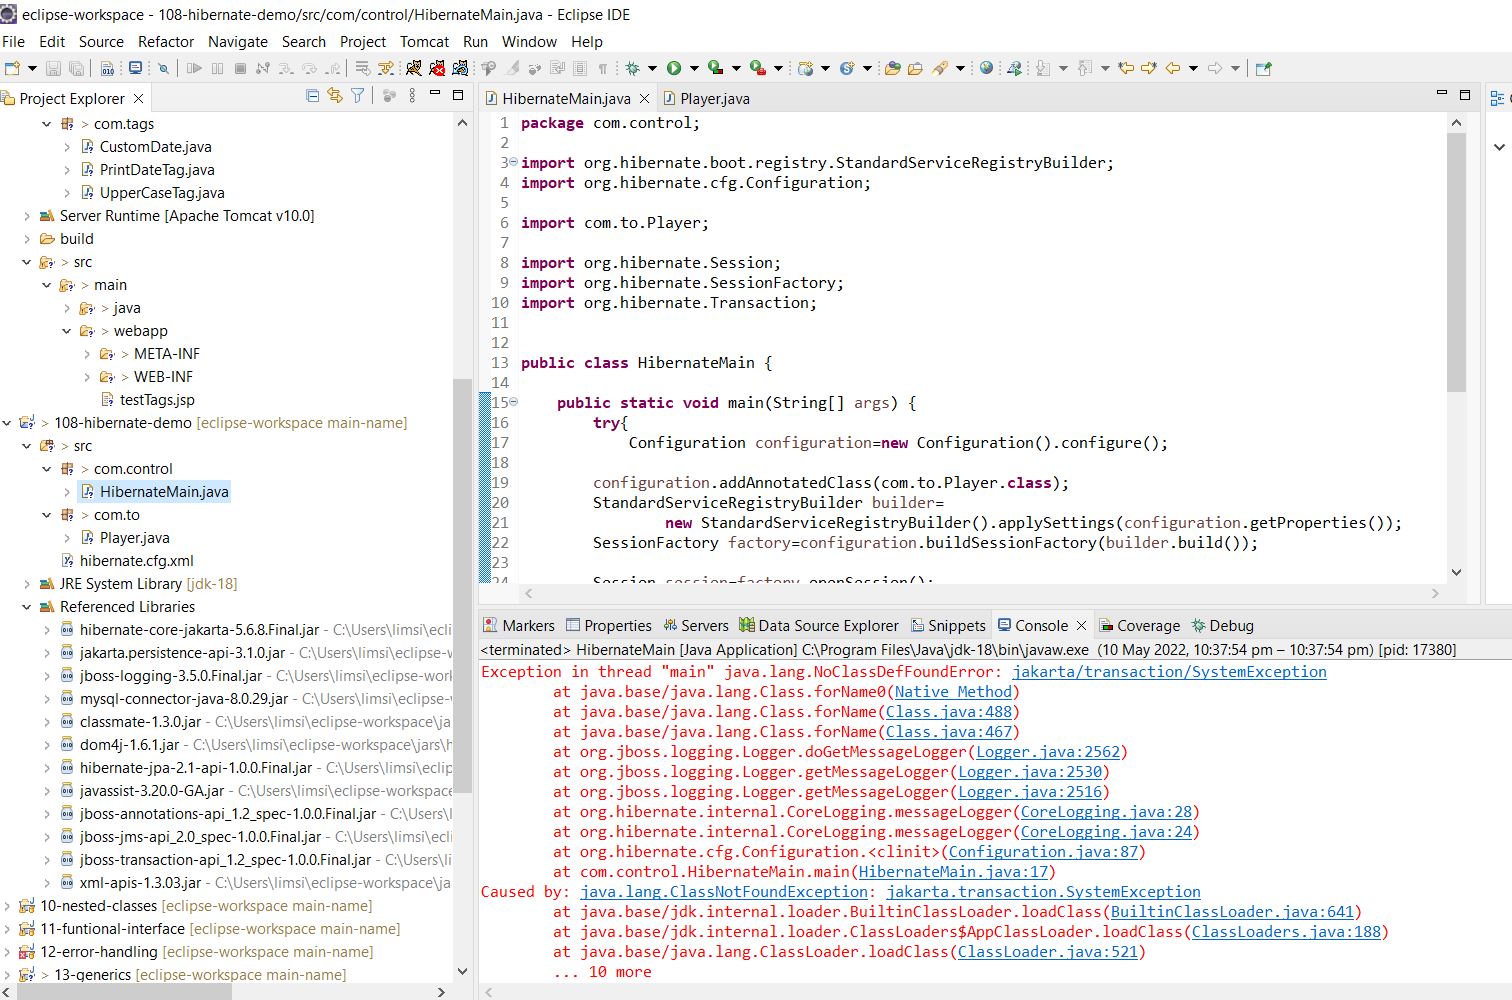 eclipse-workspace - 108-hibernate-demo/src/com/control/HibernateMain.java - Eclipse IDE
File Edit Source Refactor Navigate Search Project Tomcat Run Window Help
Project Explorer
> com.tags
CustomDate.java
PrintDateTag.java
UpperCaseTag.java
Server Runtime [Apache Tomcat v10.0]
build
> src
> main
> java
> webapp
> META-INF
> WEB-INF
testTags.jsp
> 108-hibernate-demo [eclipse-workspace main-name]
> src
> com.control
HibernateMain.java
> com.to
Player.java
hibernate.cfg.xml
JRE System Library [jdk-18]
Referenced Libraries
hibernate-core-jakarta-5.6.8.Final.jar - C:\Users\limsi\ecli
jakarta.persistence-api-3.1.0.jar - C:\Users\limsi\eclipse-w
jboss-logging-3.5.0.Final.jar - C:\Users\limsi\eclipse-wor
mysql-connector-java-8.0.29.jar - C:\Users\limsi\eclipse-
classmate-1.3.0.jar - C:\Users\limsi\eclipse-workspace\ja
dom4j-1.6.1.jar - C:\Users\limsi\eclipse-workspace\jars\h
hibernate-jpa-2.1-api-1.0.0.Final.jar - C:\Users\limsi\eclip
javassist-3.20.0-GA.jar - C:\Users\limsi\eclipse-workspace
jboss-annotations-api_1.2_spec-1.0.0.Final.jar - C:\Users\
jboss-jms-api_2.0_spec-1.0.0.Final.jar - C:\Users\limsi\ecli
jboss-transaction-api_1.2_spec-1.0.0.Final.jar - C:\Users\l
xml-apis-1.3.03.jar - C:\Users\limsi\eclipse-workspace\ja
10-nested-classes [eclipse-workspace main-name]
11-funtional-interface [eclipse-workspace main-name]
12-error-handling [eclipse-workspace main-name]
> 13-generics [eclipse-workspace main-name]
HibernateMain.java Player.java
1 package com.control;
2
3 import org.hibernate.boot.registry.StandardServiceRegistryBuilder;
4 import org.hibernate.cfg.Configuration;
5
6 import com.to.Player;
7
8 import org.hibernate.Session;
9 import org.hibernate.SessionFactory;
10 import org.hibernate.Transaction;
11
12
13 public class HibernateMain {
14
15 public static void main(String[] args) {
16 try{
17 Configuration configuration=new Configuration().configure();
18
19 configuration.addAnnotatedClass(com.to.Player.class);
20 StandardServiceRegistryBuilder builder=
21 new StandardServiceRegistryBuilder().applySettings(configuration.getProperties());
22 SessionFactory factory=configuration.buildSessionFactory(builder.build());
23
24 Session session=factory.openSession();
Markers Properties Servers Data Source Explorer Snippets Console Coverage Debug
<terminated> HibernateMain [Java Application] C:\Program Files\Java\jdk-18\bin\javaw.exe (10 May 2022, 10:37:54 pm – 10:37:54 pm) [pid: 17380]
Exception in thread "main" java.lang.NoClassDefFoundError: jakarta/transaction/SystemException
at java.base/java.lang.Class.forName0(Native Method)
at java.base/java.lang.Class.forName(Class.java:488)
at java.base/java.lang.Class.forName(Class.java:467)
at org.jboss.logging.Logger.doGetMessageLogger(Logger.java:2562)
at org.jboss.logging.Logger.getMessageLogger(Logger.java:2530)
at org.jboss.logging.Logger.getMessageLogger(Logger.java:2516)
at org.hibernate.internal.CoreLogging.messageLogger(CoreLogging.java:28)
at org.hibernate.internal.CoreLogging.messageLogger(CoreLogging.java:24)
at org.hibernate.cfg.Configuration.<clinit>(Configuration.java:87)
at com.control.HibernateMain.main(HibernateMain.java:17)
Caused by: java.lang.ClassNotFoundException: jakarta.transaction.SystemException
at java.base/jdk.internal.loader.BuiltinClassLoader.loadClass(BuiltinClassLoader.java:641)
at java.base/jdk.internal.loader.ClassLoaders$AppClassLoader.loadClass(ClassLoaders.java:188)
at java.base/java.lang.ClassLoader.loadClass(ClassLoader.java:521)
... 10 more